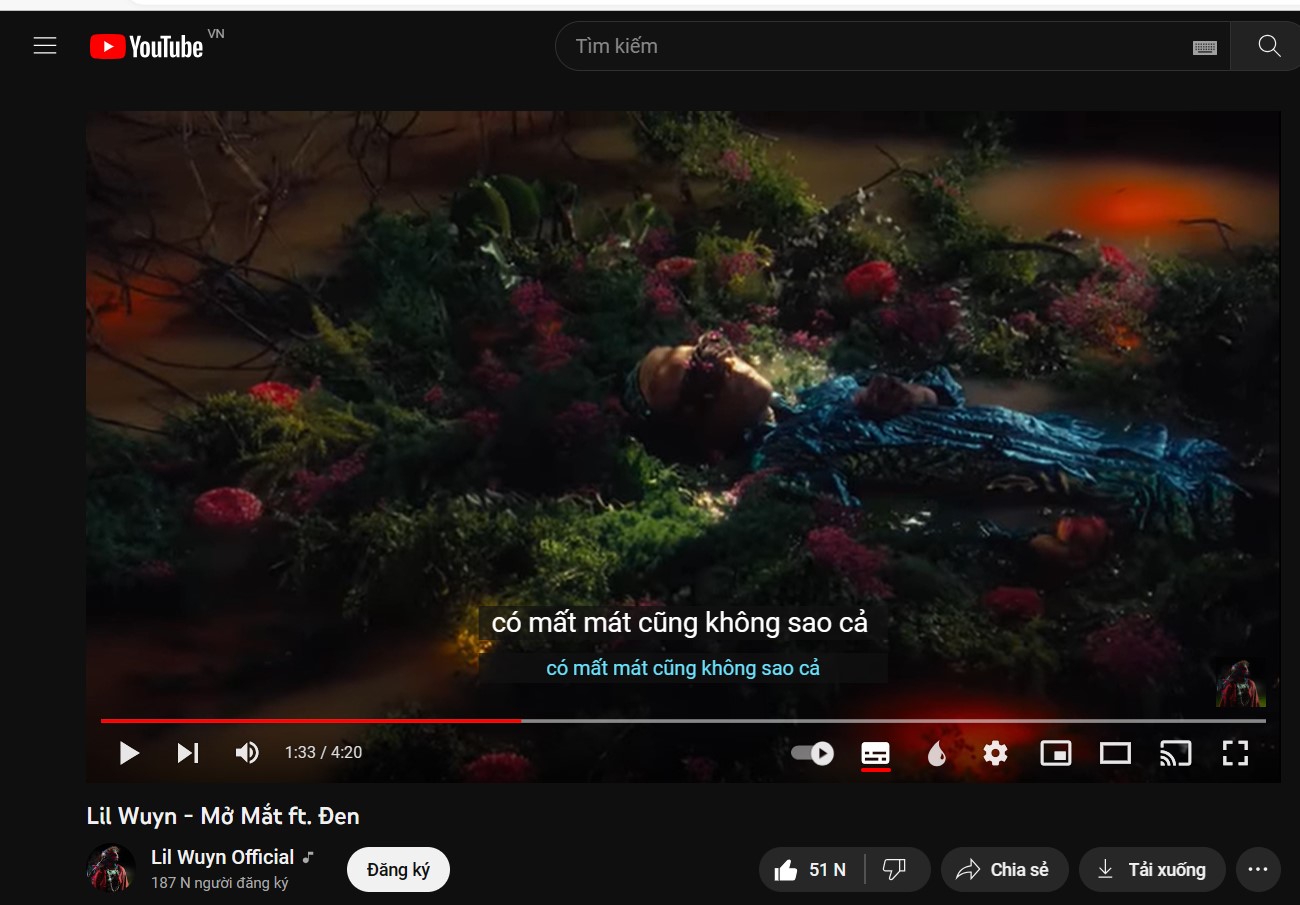 YouTube VN
Tìm kiếm
có mất mát cũng không sao cả
có mất mát cũng không sao cả
1:33 / 4:20
Lil Wuyn - Mở Mắt ft. Đen
Lil Wuyn Official
187 N người đăng ký
Đăng ký
51 N
Chia sẻ
Tải xuống